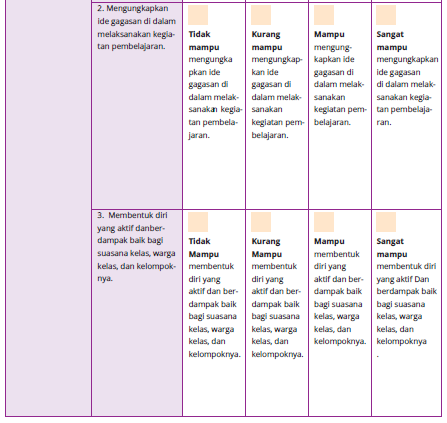 2. Mengungkapkan
ide gagasan di dalam
melaksanakan kegia-
tan pembelajaran.
Tidak
mampu
mengungka
pkan ide
gagasan di
dalam melak-
sanakan kegia-
tan pembela-
jaran.
Kurang
mampu
mengungkap-
kan ide
gagasan di
dalam melak-
sanakan
kegiatan pem-
belajaran.
Mampu
mengung-
kapkan ide
gagasan di
dalam melak-
sanakan
kegiatan pem-
belajaran.
Sangat
mampu
mengungkapkan
ide gagasan
di dalam melak-
sanakan kegia-
tan pembelaja-
ran.
3. Membentuk diri
yang aktif danber-
dampak baik bagi
suasana kelas, warga
kelas, dan kelompok-
nya.
Tidak
Mampu
membentuk
diri yang
aktif dan ber-
dampak baik
bagi suasana
kelas, warga
kelas, dan
kelompoknya.
Kurang
Mampu
membentuk
diri yang
aktif dan ber-
dampak baik
bagi suasana
kelas, warga
kelas, dan
kelompoknya.
Mampu
membentuk
diri yang
aktif dan ber-
dampak baik
bagi suasana
kelas, warga
kelas, dan
kelompoknya.
Sangat
mampu
membentuk diri
yang aktif Dan
berdampak baik
bagi suasana
kelas, warga
kelas, dan
kelompoknya
.